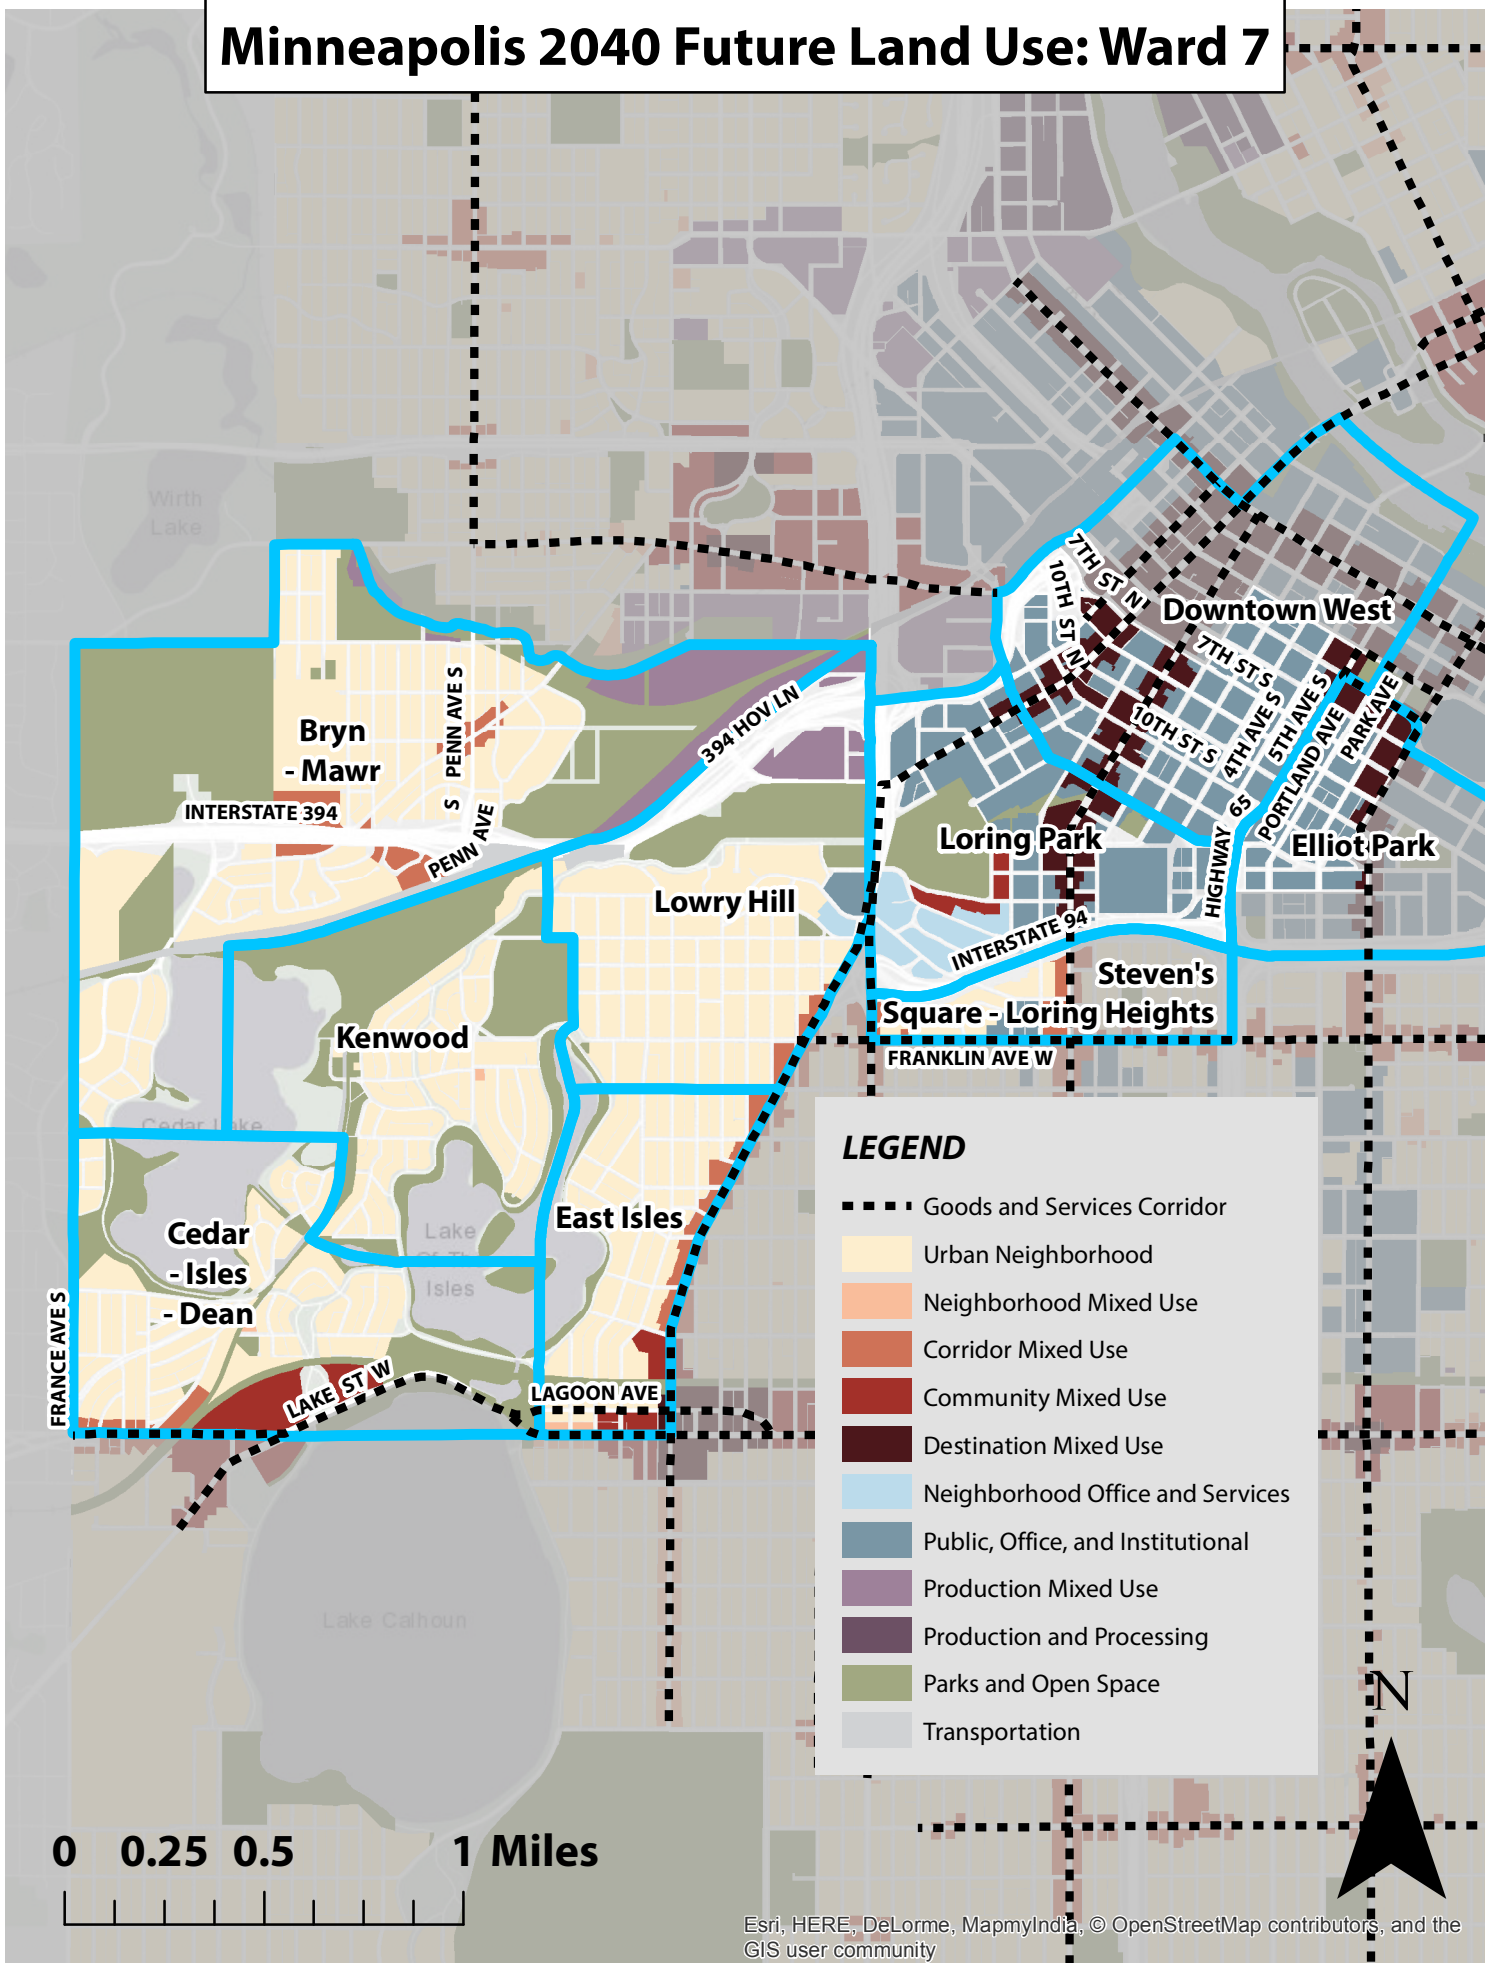 Minneapolis 2040 Future Land Use: Ward 7
Wirth
Lake
7TH ST N
10TH ST N
Downtown West
7TH ST S
10TH ST S
4TH AVE S
5TH AVE S
PORTLAND AVE
PARK AVE
HIGHWAY 65
PENN AVE S
S PENN AVE
394 HOV LN
Bryn
- Mawr
INTERSTATE 394
Loring Park
Elliot Park
Lowry Hill
INTERSTATE 94
Steven's
Square - Loring Heights
FRANKLIN AVE W
Kenwood
Cedar Lake
Cedar
- Isles
- Dean
East Isles
Lake
Of The
Isles
FRANCE AVE S
LAKE ST W
LAGOON AVE
Lake Calhoun
LEGEND
Goods and Services Corridor
Urban Neighborhood
Neighborhood Mixed Use
Corridor Mixed Use
Community Mixed Use
Destination Mixed Use
Neighborhood Office and Services
Public, Office, and Institutional
Production Mixed Use
Production and Processing
Parks and Open Space
Transportation
N
0 0.25 0.5 1 Miles
Esri, HERE, DeLorme, MapmyIndia, © OpenStreetMap contributors, and the
GIS user community